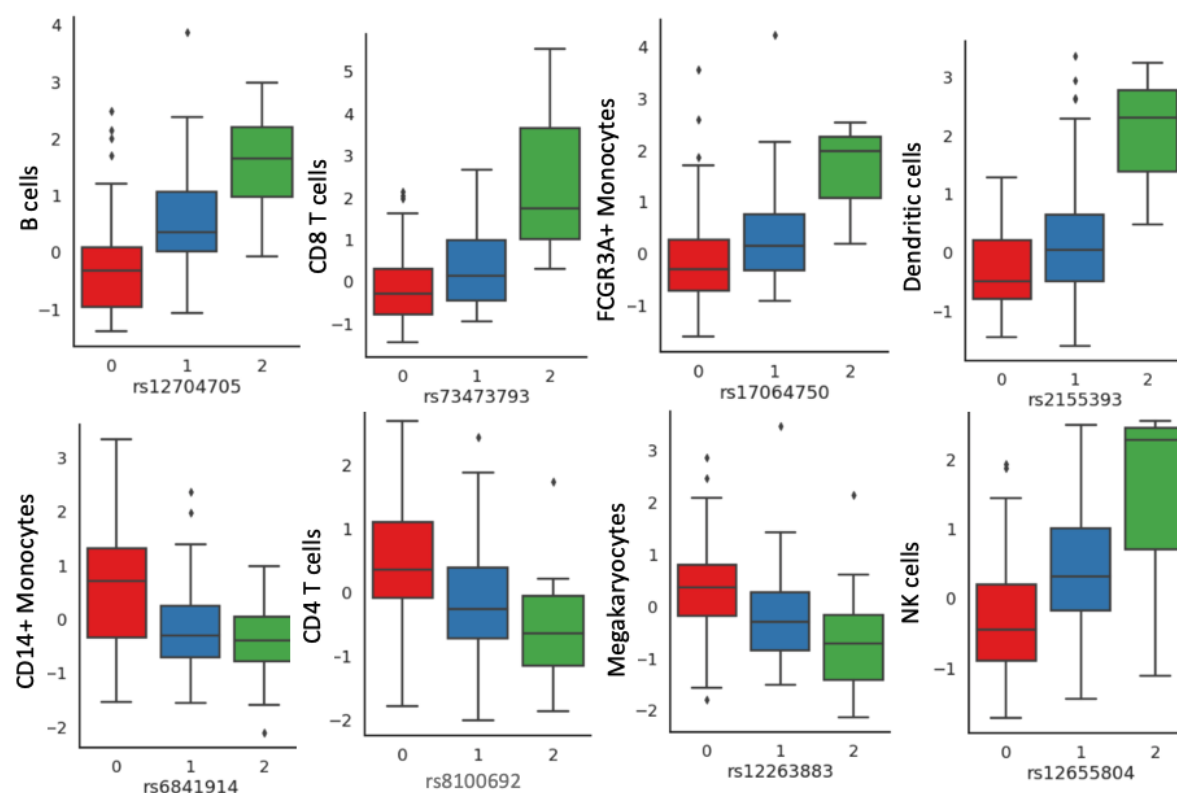 B cells
4
3
2
1
0
−1
0 1 2
rs12704705
CD8 T cells
5
4
3
2
1
0
−1
0 1 2
rs73473793
FCGR3A+ Monocytes
4
3
2
1
0
−1
0 1 2
rs17064750
Dendritic cells
3
2
1
0
−1
0 1 2
rs2155393
CD14+ Monocytes
3
2
1
0
−1
−2
0 1 2
rs6841914
CD4 T cells
2
1
0
−1
−2
0 1 2
rs8100692
Megakaryocytes
3
2
1
0
−1
−2
0 1 2
rs12263883
NK cells
2
1
0
−1
0 1 2
rs12655804